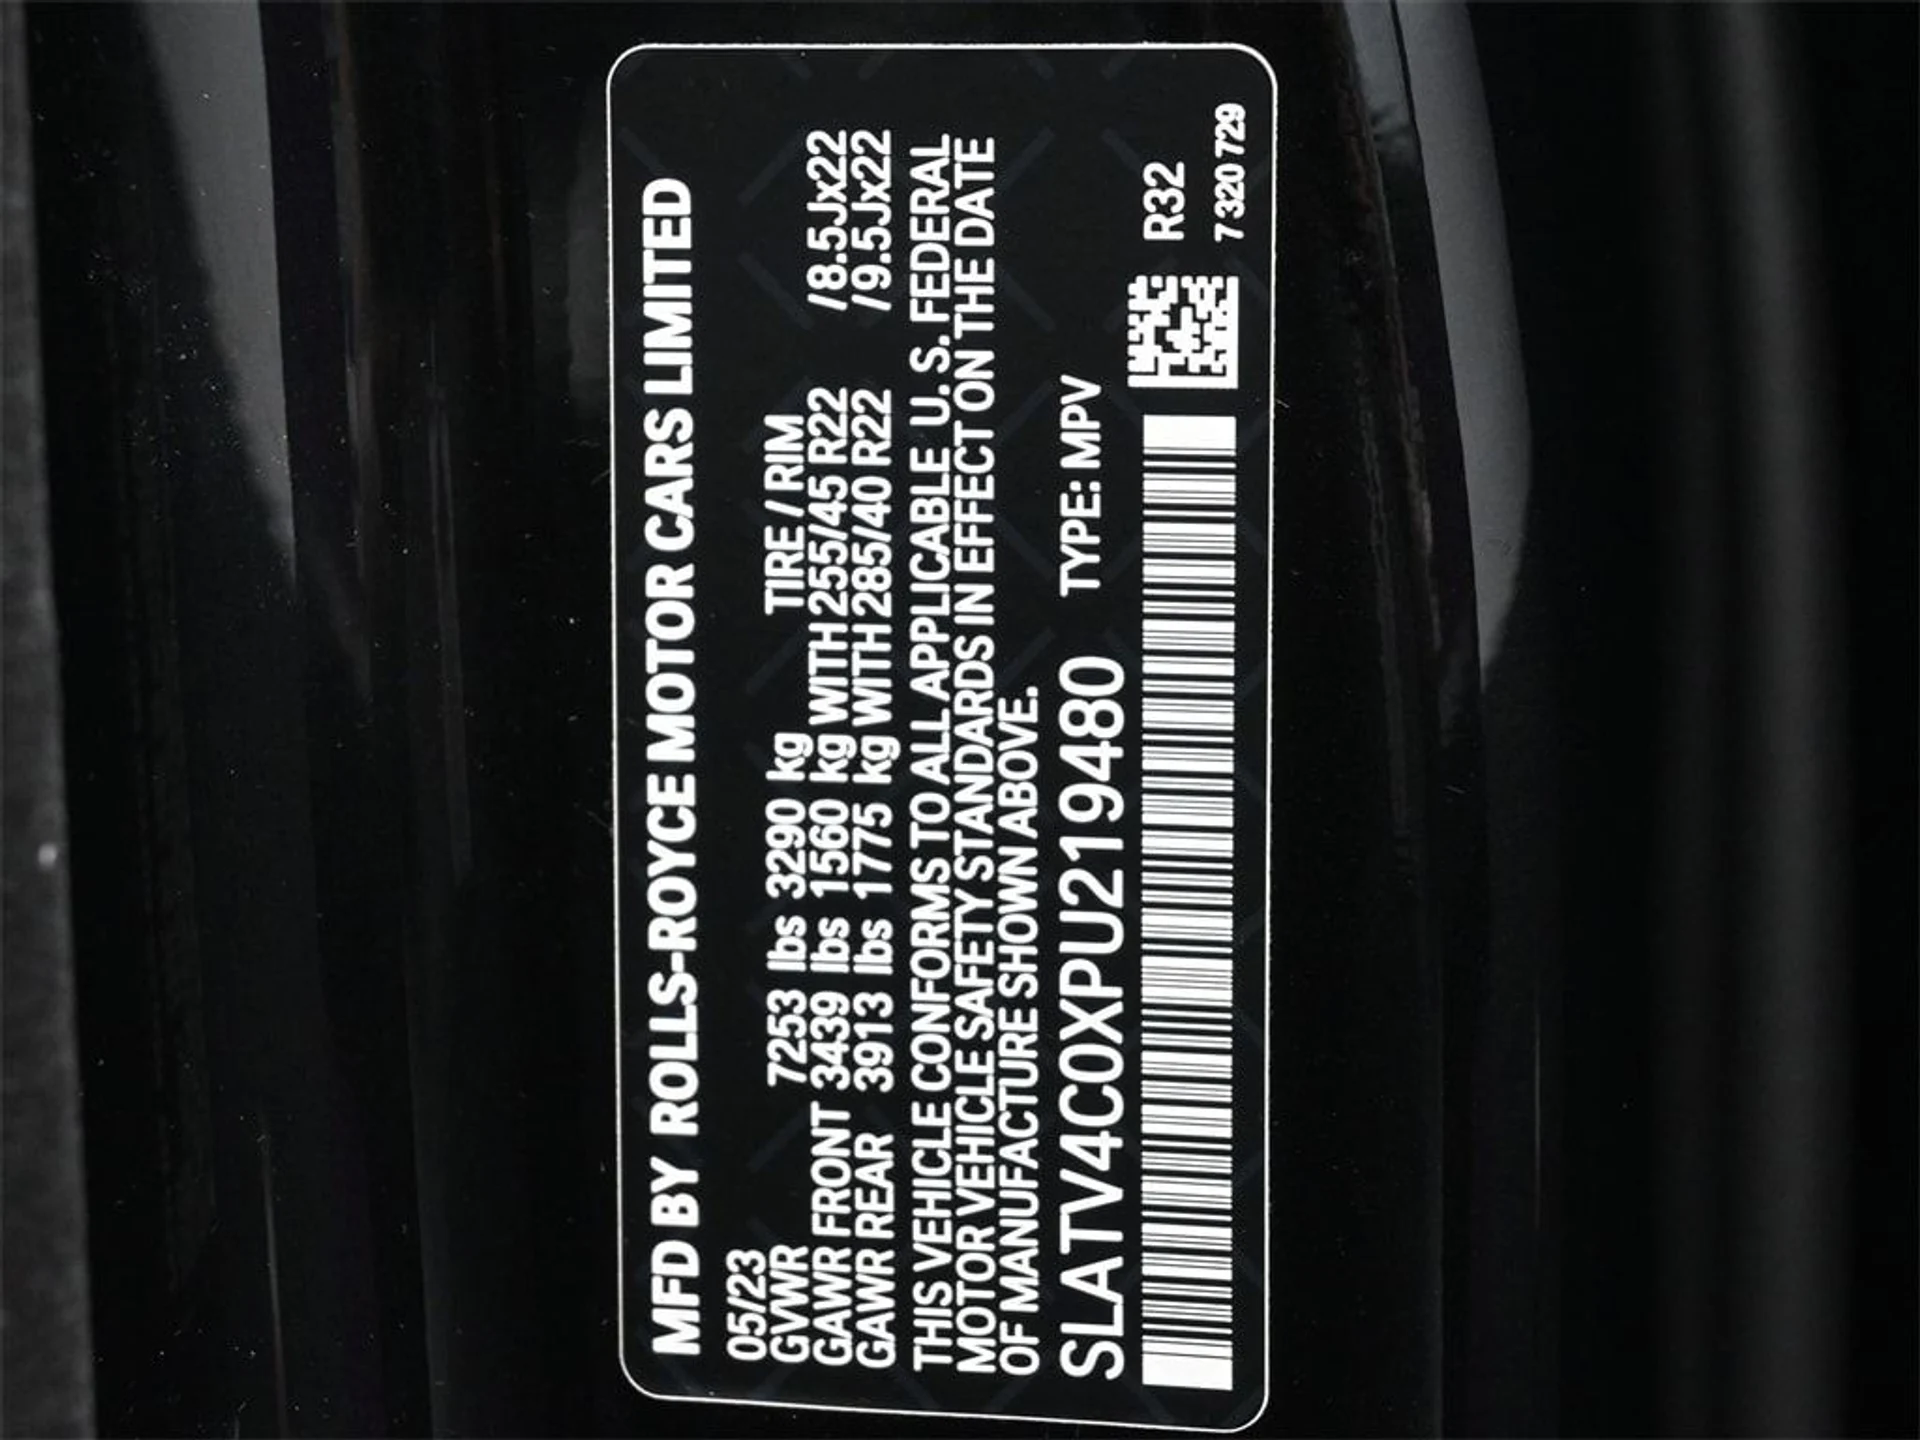 MFD BY ROLLS-ROYCE MOTOR CARS LIMITED
05/23
GVWR 7253 lbs 3290 kg TIRE / RIM
GAWR FRONT 3439 lbs 1560 kg WITH 255/45 R22 /8.5Jx22
GAWR REAR 3913 lbs 1775 kg WITH 285/40 R22 /9.5Jx22
THIS VEHICLE CONFORMS TO ALL APPLICABLE U.S. FEDERAL
MOTOR VEHICLE SAFETY STANDARDS IN EFFECT ON THE DATE
OF MANUFACTURE SHOWN ABOVE.
SLATV4C0XPU219480 TYPE: MPV
R32
7 320 729